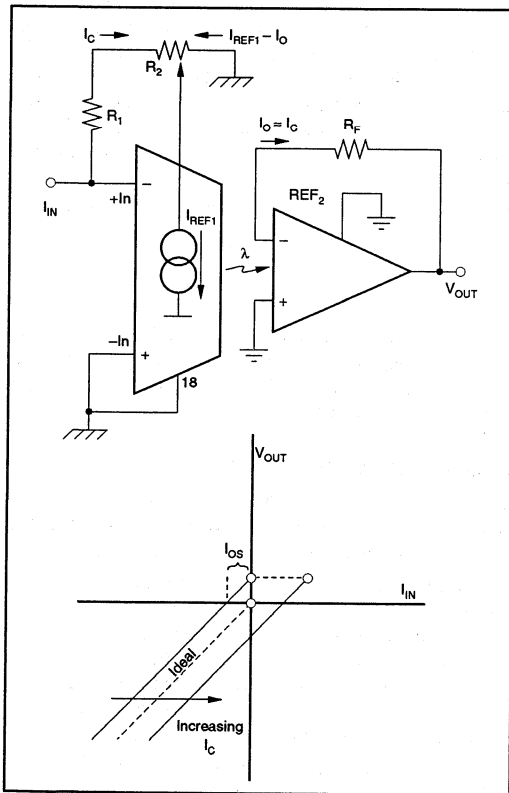 I_C
I_REF1 – I_O
R_2
R_1
I_O ≃ I_C
R_F
I_IN
–
+In
REF_2
I_REF1
–
λ
V_OUT
+
–In
+
18
V_OUT
I_OS
I_IN
Ideal
Increasing
I_C